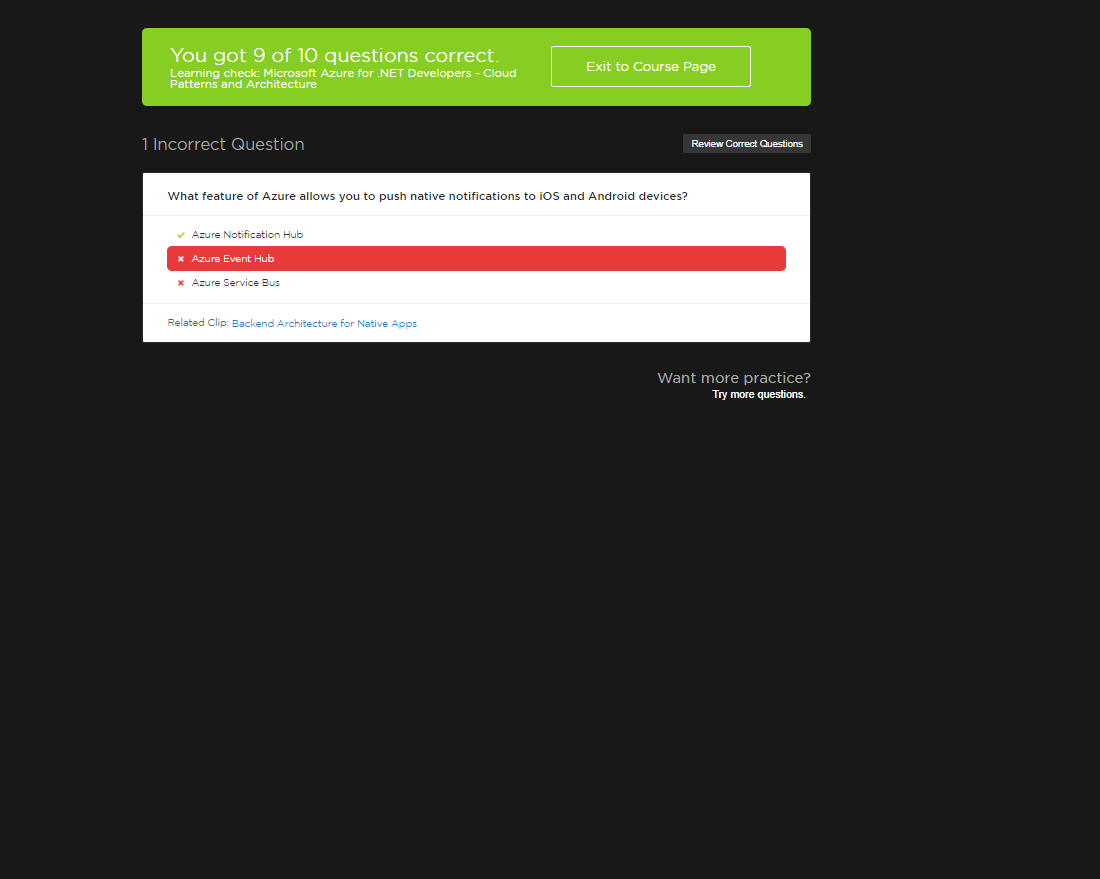 You got 9 of 10 questions correct.
Learning check: Microsoft Azure for .NET Developers - Cloud
Patterns and Architecture
Exit to Course Page
1 Incorrect Question
Review Correct Questions
What feature of Azure allows you to push native notifications to iOS and Android devices?
Azure Notification Hub
Azure Event Hub
Azure Service Bus
Related Clip: Backend Architecture for Native Apps
Want more practice?
Try more questions.